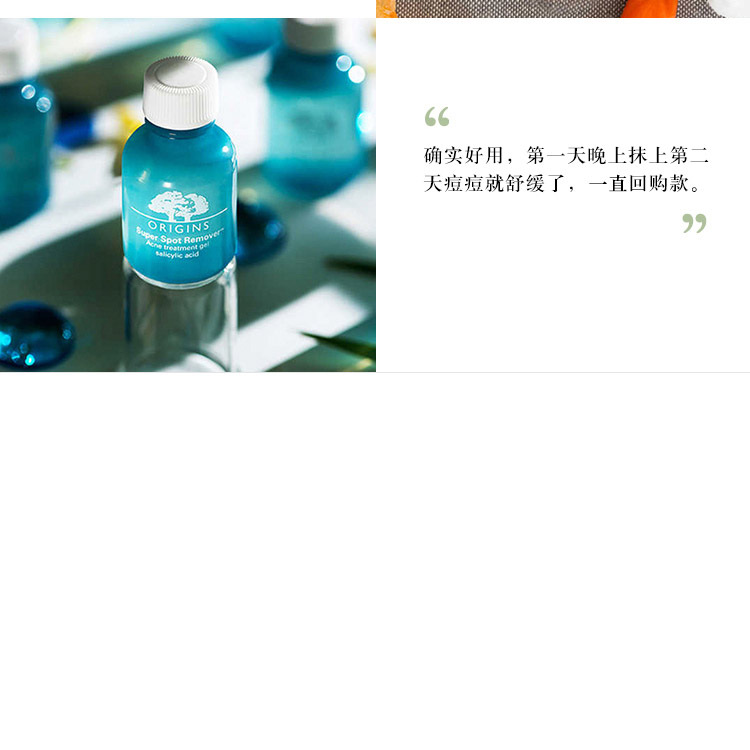 “
确实好用，第一天晚上抹上第二
天痘痘就舒缓了，一直回购款。
”
ORIGINS
Super Spot Remover™
Acne treatment gel
salicylic acid